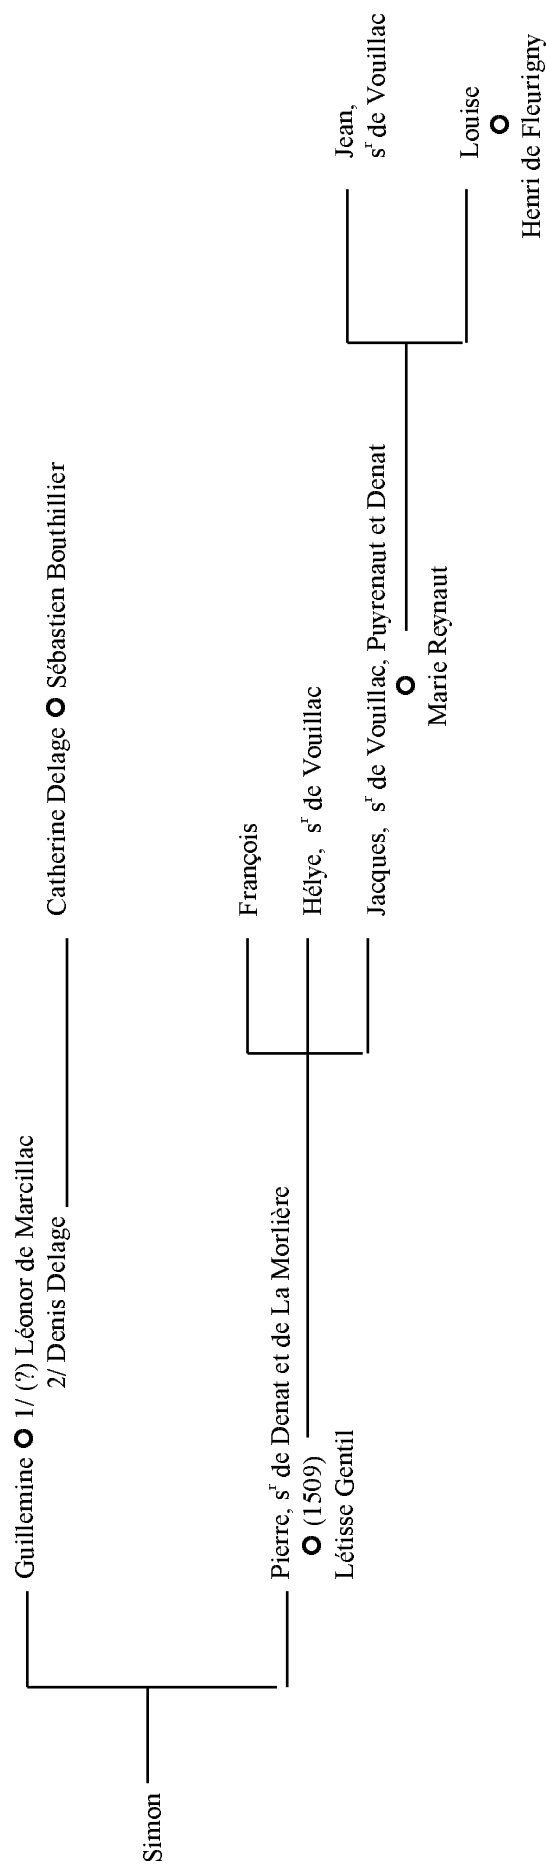 Simon
Guillemine o 1/ (?) Léonor de Marcillac
2/ Denis Delage
Catherine Delage o Sébastien Bouthillier
Pierre, sʳ de Denat et de La Morlière
o (1509)
Létisse Gentil
François
Hélye, sʳ de Vouillac
Jacques, sʳ de Vouillac, Puyrenaut et Denat
o
Marie Reynaut
Jean,
sʳ de Vouillac
Louise
o
Henri de Fleurigny